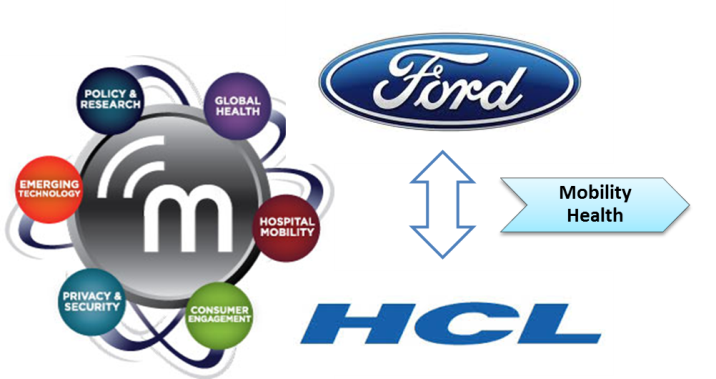 POLICY &
RESEARCH
GLOBAL
HEALTH
EMERGING
TECHNOLOGY
m
HOSPITAL
MOBILITY
PRIVACY &
SECURITY
CONSUMER
ENGAGEMENT
Ford
Mobility
Health
HCL